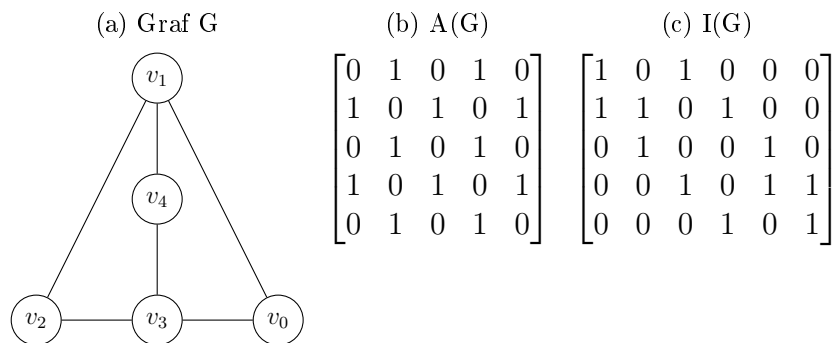 (a) Graf G
v₁
v₄
v₂
v₃
v₀
(b) A(G)
0 1 0 1 0
1 0 1 0 1
0 1 0 1 0
1 0 1 0 1
0 1 0 1 0
(c) I(G)
1 0 1 0 0 0
1 1 0 1 0 0
0 1 0 0 1 0
0 0 1 0 1 1
0 0 0 1 0 1